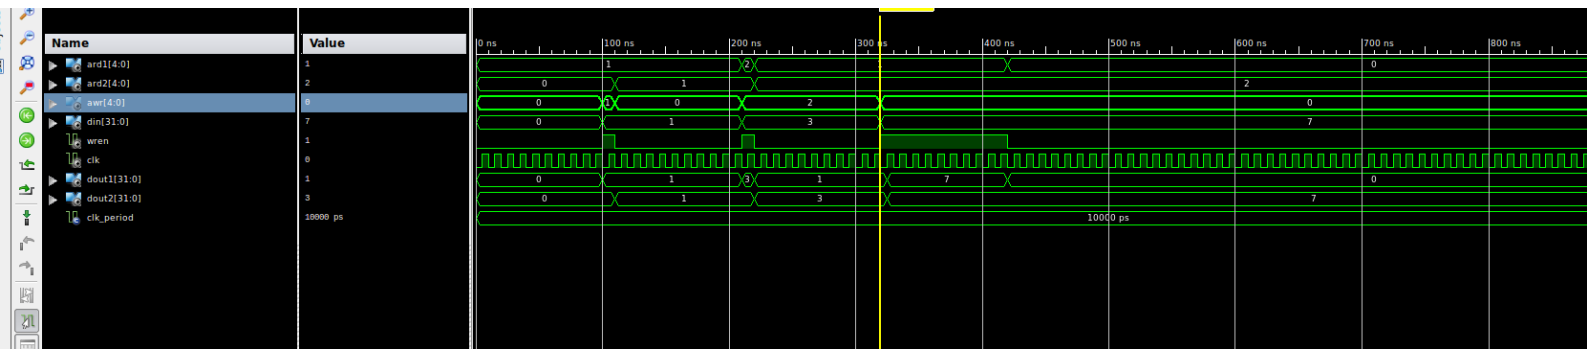 Name Value 0 ns 100 ns 200 ns 300 ns 400 ns 500 ns 600 ns 700 ns 800 ns
ard1[4:0] 1 1 2 1 0
ard2[4:0] 2 0 1 2
awr[4:0] 0 0 1 0 2 0
din[31:0] 7 0 1 3 7
wren 1
clk 0
dout1[31:0] 1 0 1 3 1 7 0
dout2[31:0] 3 0 1 3 7
clk_period 10000 ps 10000 ps